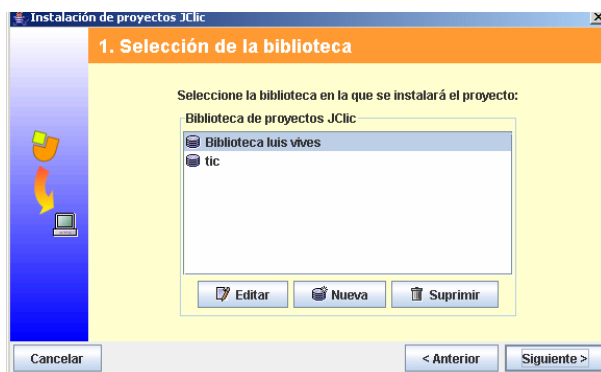 Instalación de proyectos JClic
1. Selección de la biblioteca
Seleccione la biblioteca en la que se instalará el proyecto:
Biblioteca de proyectos JClic
Biblioteca luis vives
tic
Editar Nueva Suprimir
Cancelar < Anterior Siguiente >